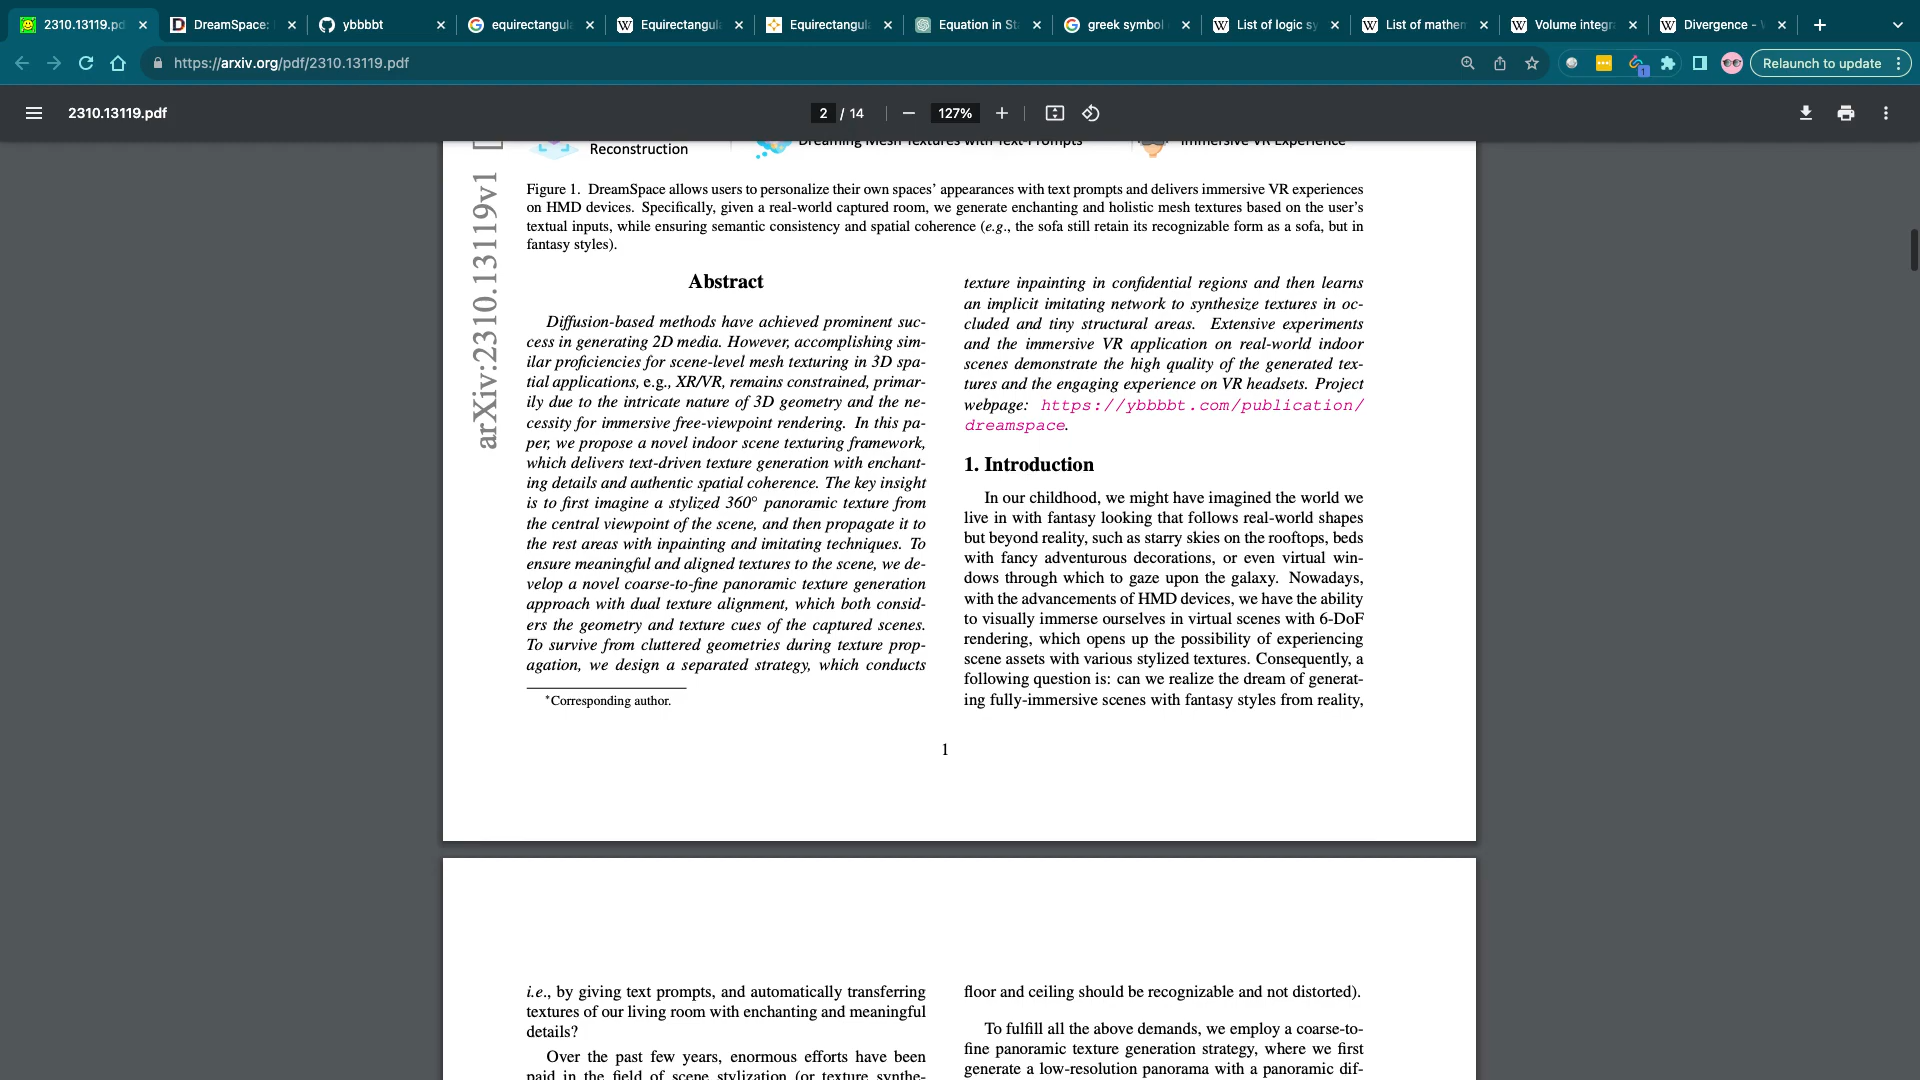 2310.13119.pd
DreamSpace:
ybbbbt
equirectangula
Equirectangula
Equirectangula
Equation in St
greek symbol
List of logic sy
List of mathem
Volume integra
Divergence -
https://arxiv.org/pdf/2310.13119.pdf
1
Relaunch to update
2310.13119.pdf
2 / 14
127%
Reconstruction
Dreaming Mesh Textures with Text-Prompts
Immersive VR Experience
arXiv:2310.13119v1 [
Figure 1. DreamSpace allows users to personalize their own spaces’ appearances with text prompts and delivers immersive VR experiences
on HMD devices. Specifically, given a real-world captured room, we generate enchanting and holistic mesh textures based on the user’s
textual inputs, while ensuring semantic consistency and spatial coherence (e.g., the sofa still retain its recognizable form as a sofa, but in
fantasy styles).
Abstract
Diffusion-based methods have achieved prominent suc-
cess in generating 2D media. However, accomplishing sim-
ilar proficiencies for scene-level mesh texturing in 3D spa-
tial applications, e.g., XR/VR, remains constrained, primar-
ily due to the intricate nature of 3D geometry and the ne-
cessity for immersive free-viewpoint rendering. In this pa-
per, we propose a novel indoor scene texturing framework,
which delivers text-driven texture generation with enchant-
ing details and authentic spatial coherence. The key insight
is to first imagine a stylized 360° panoramic texture from
the central viewpoint of the scene, and then propagate it to
the rest areas with inpainting and imitating techniques. To
ensure meaningful and aligned textures to the scene, we de-
velop a novel coarse-to-fine panoramic texture generation
approach with dual texture alignment, which both consid-
ers the geometry and texture cues of the captured scenes.
To survive from cluttered geometries during texture prop-
agation, we design a separated strategy, which conducts
*Corresponding author.
texture inpainting in confidential regions and then learns
an implicit imitating network to synthesize textures in oc-
cluded and tiny structural areas. Extensive experiments
and the immersive VR application on real-world indoor
scenes demonstrate the high quality of the generated tex-
tures and the engaging experience on VR headsets. Project
webpage: https://ybbbbt.com/publication/
dreamspace.
1. Introduction
In our childhood, we might have imagined the world we
live in with fantasy looking that follows real-world shapes
but beyond reality, such as starry skies on the rooftops, beds
with fancy adventurous decorations, or even virtual win-
dows through which to gaze upon the galaxy. Nowadays,
with the advancements of HMD devices, we have the ability
to visually immerse ourselves in virtual scenes with 6-DoF
rendering, which opens up the possibility of experiencing
scene assets with various stylized textures. Consequently, a
following question is: can we realize the dream of generat-
ing fully-immersive scenes with fantasy styles from reality,
1
i.e., by giving text prompts, and automatically transferring
textures of our living room with enchanting and meaningful
details?
Over the past few years, enormous efforts have been
paid in the field of scene stylization (or texture synthe-
floor and ceiling should be recognizable and not distorted).
To fulfill all the above demands, we employ a coarse-to-
fine panoramic texture generation strategy, where we first
generate a low-resolution panorama with a panoramic dif-